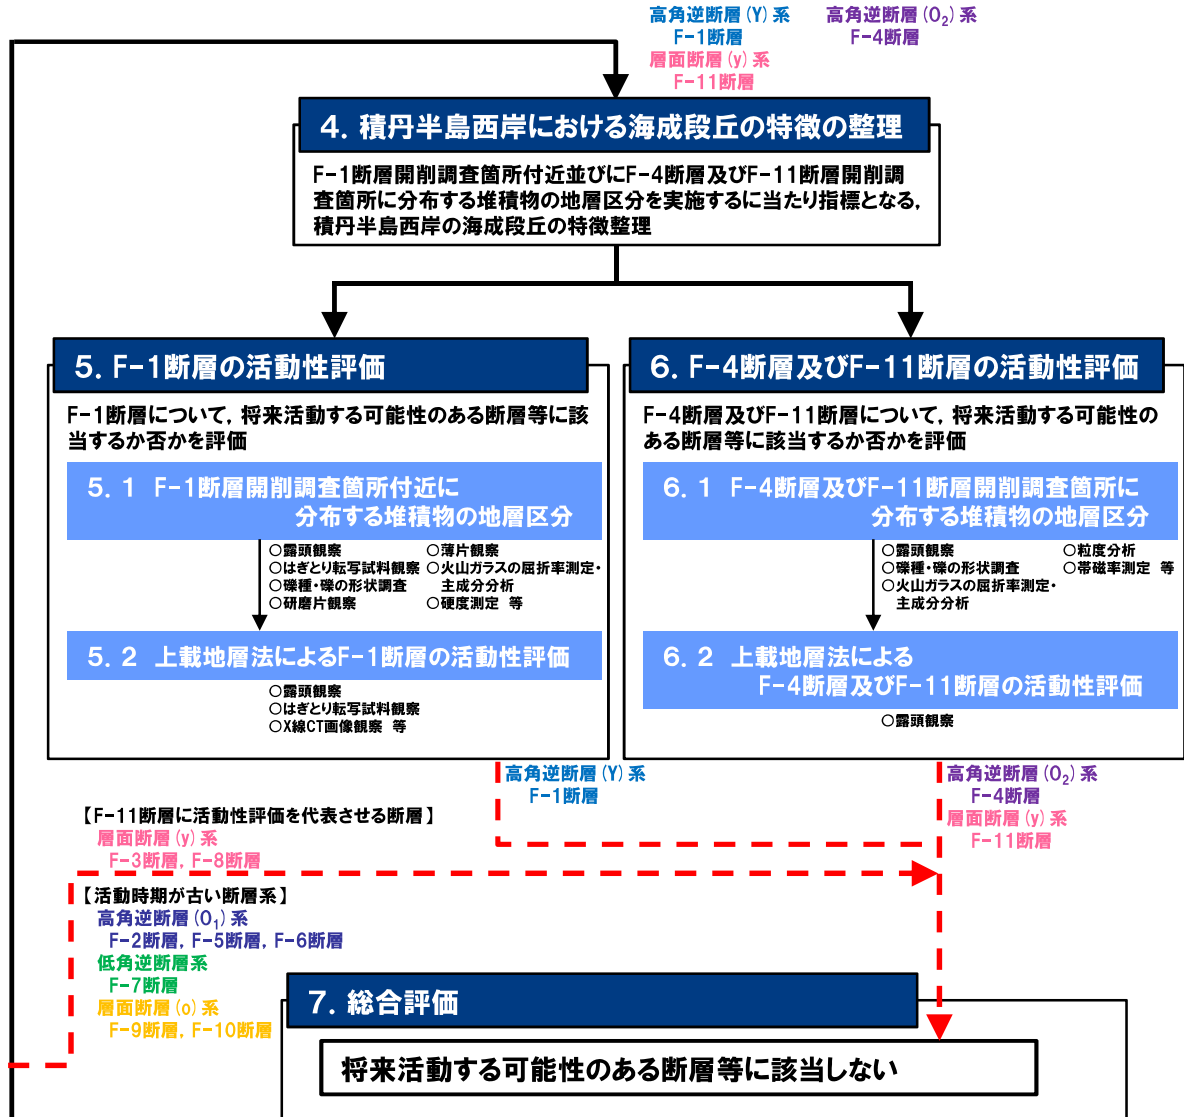 高角逆断層(Y)系
F-1断層
層面断層(y)系
F-11断層
高角逆断層(O₂)系
F-4断層
4. 積丹半島西岸における海成段丘の特徴の整理
F-1断層開削調査箇所付近並びにF-4断層及びF-11断層開削調
査箇所に分布する堆積物の地層区分を実施するに当たり指標となる,
積丹半島西岸の海成段丘の特徴整理
5. F-1断層の活動性評価
F-1断層について, 将来活動する可能性のある断層等に該
当するか否かを評価
5. 1 F-1断層開削調査箇所付近に
分布する堆積物の地層区分
○露頭観察
○はぎとり転写試料観察
○礫種・礫の形状調査
○研磨片観察
○薄片観察
○火山ガラスの屈折率測定・
主成分分析
○硬度測定 等
5. 2 上載地層法によるF-1断層の活動性評価
○露頭観察
○はぎとり転写試料観察
○X線CT画像観察 等
6. F-4断層及びF-11断層の活動性評価
F-4断層及びF-11断層について, 将来活動する可能性の
ある断層等に該当するか否かを評価
6. 1 F-4断層及びF-11断層開削調査箇所に
分布する堆積物の地層区分
○露頭観察
○礫種・礫の形状調査
○火山ガラスの屈折率測定・
主成分分析
○粒度分析
○帯磁率測定 等
6. 2 上載地層法による
F-4断層及びF-11断層の活動性評価
○露頭観察
高角逆断層(Y)系
F-1断層
高角逆断層(O₂)系
F-4断層
層面断層(y)系
F-11断層
【F-11断層に活動性評価を代表させる断層】
層面断層(y)系
F-3断層, F-8断層
【活動時期が古い断層系】
高角逆断層(O₁)系
F-2断層, F-5断層, F-6断層
低角逆断層系
F-7断層
層面断層(o)系
F-9断層, F-10断層
7. 総合評価
将来活動する可能性のある断層等に該当しない